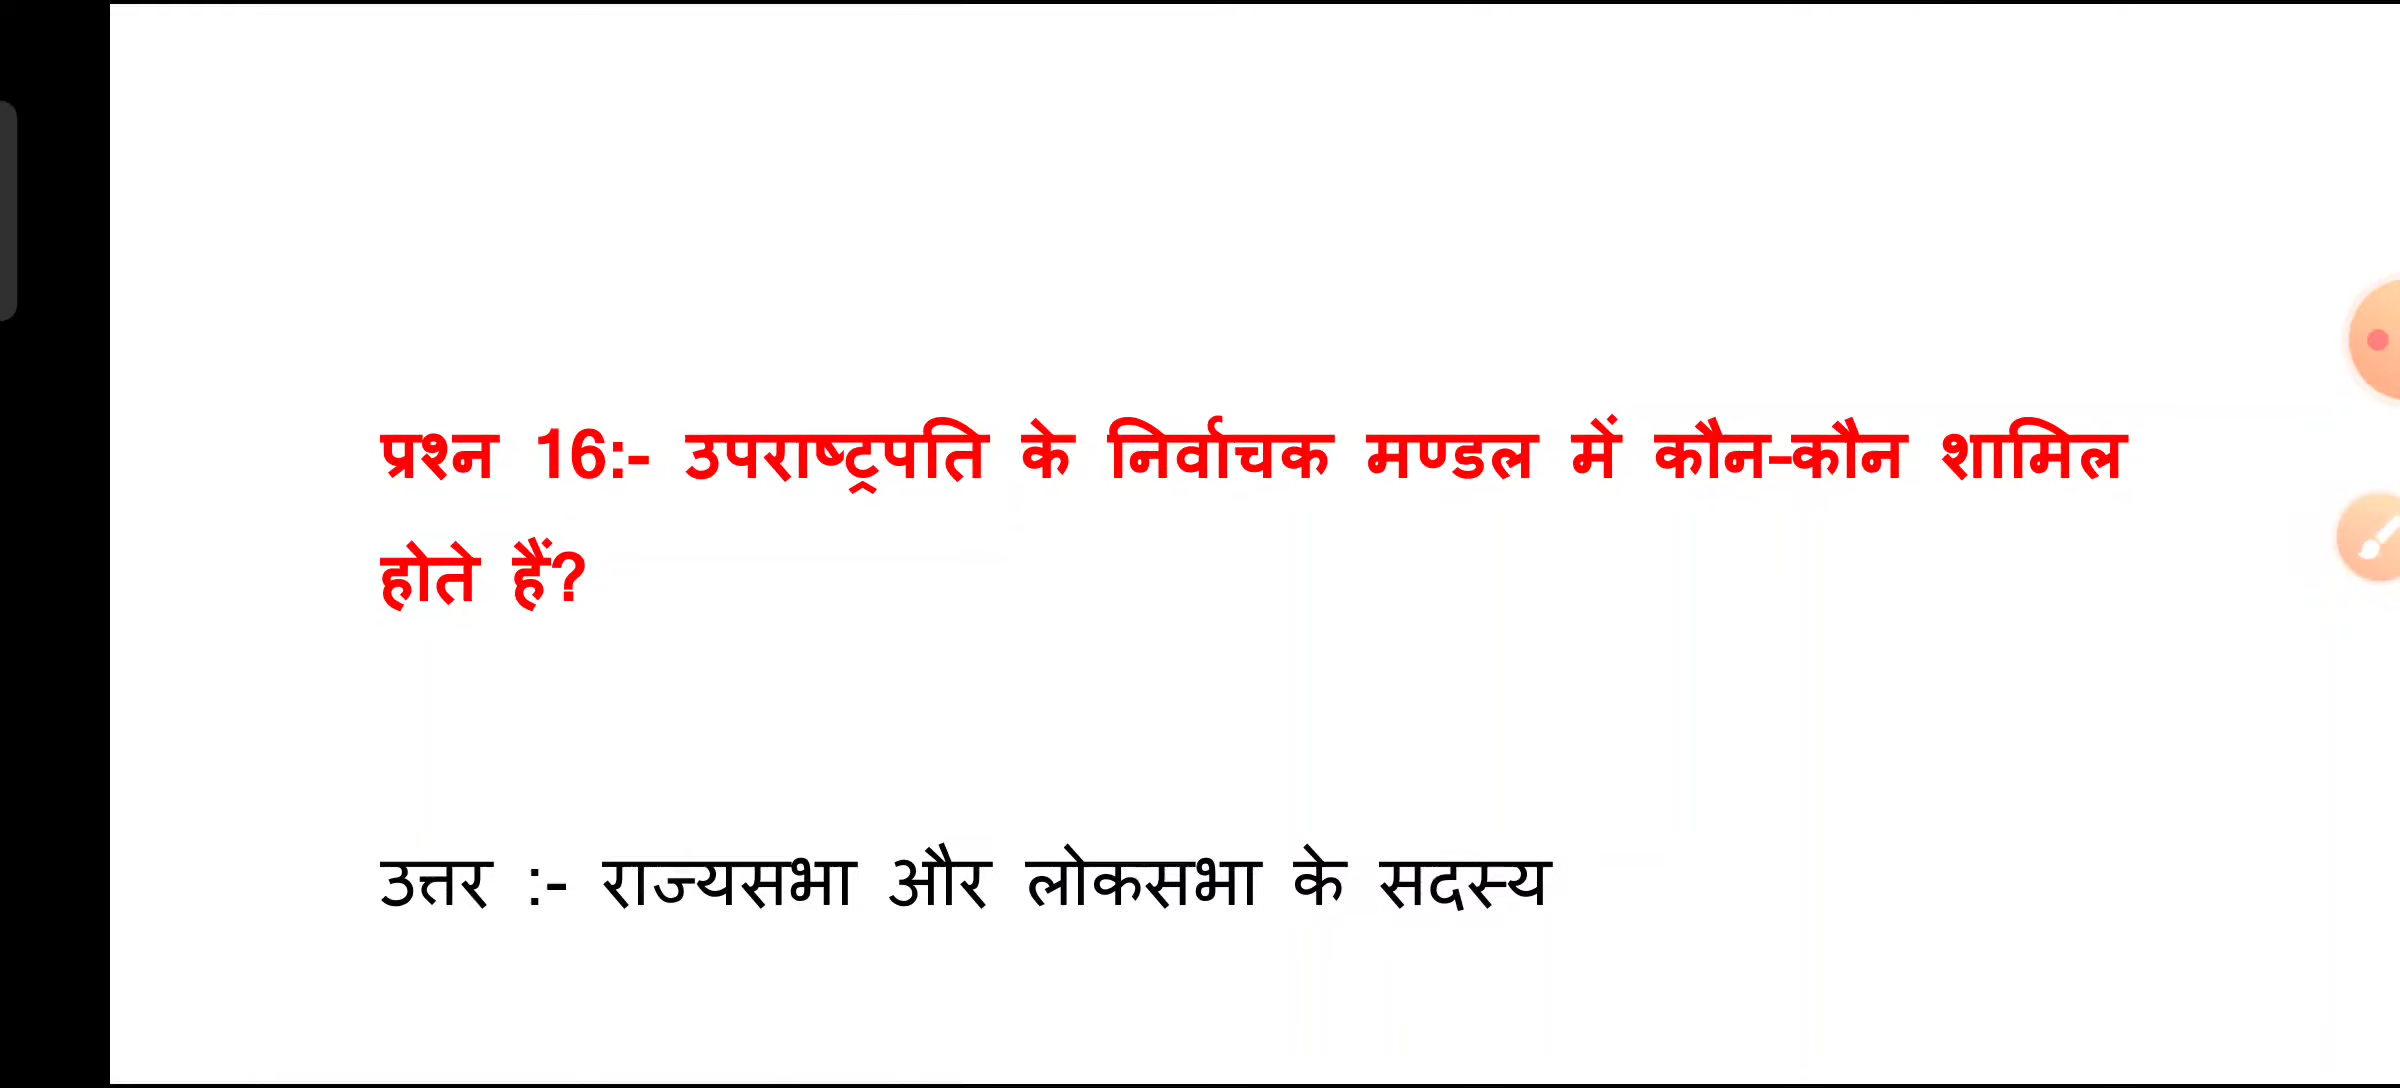 प्रश्न 16:- उपराष्ट्रपति के निर्वाचक मण्डल में कौन-कौन शामिल
होते हैं?
उत्तर :- राज्यसभा और लोकसभा के सदस्य